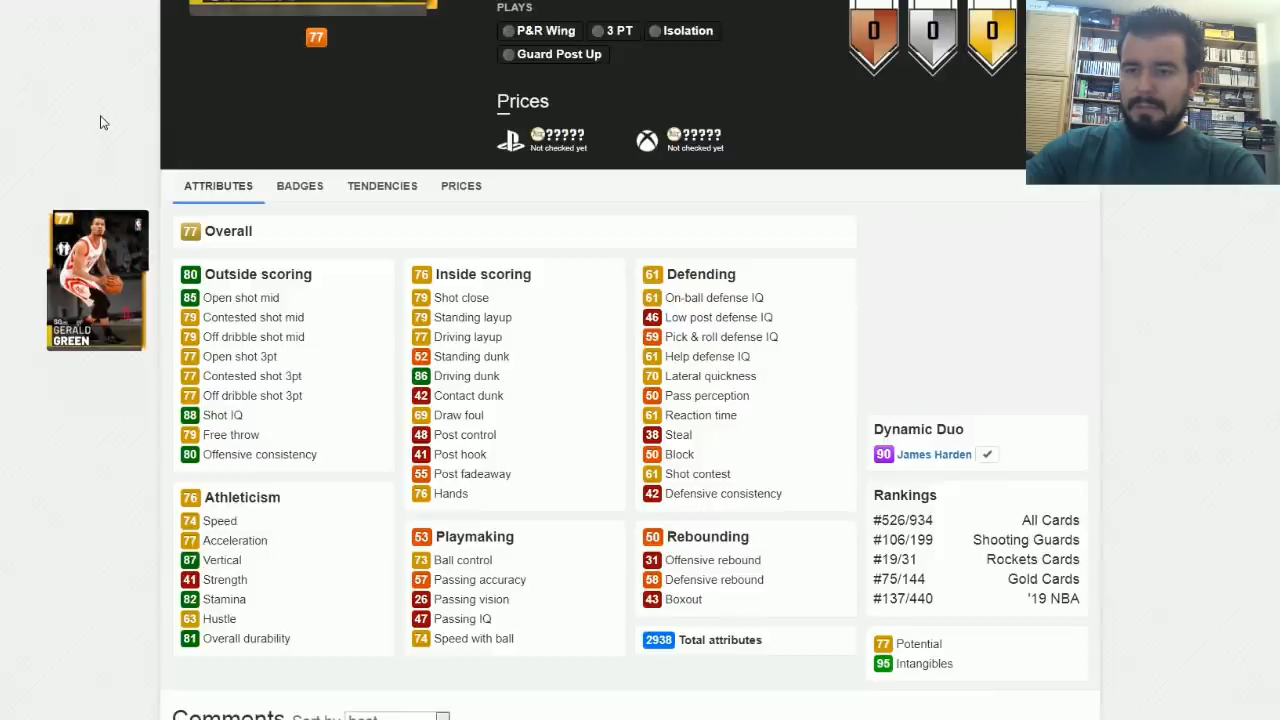 PLAYS
77
P&R Wing
3 PT
Isolation
Guard Post Up
0
0
0
Prices
?????
Not checked yet
?????
Not checked yet
ATTRIBUTES
BADGES
TENDENCIES
PRICES
77
GERALD
GREEN
77 Overall
80 Outside scoring
85 Open shot mid
79 Contested shot mid
79 Off dribble shot mid
77 Open shot 3pt
77 Contested shot 3pt
77 Off dribble shot 3pt
88 Shot IQ
79 Free throw
80 Offensive consistency
76 Athleticism
74 Speed
77 Acceleration
87 Vertical
41 Strength
82 Stamina
63 Hustle
81 Overall durability
76 Inside scoring
79 Shot close
79 Standing layup
77 Driving layup
52 Standing dunk
86 Driving dunk
42 Contact dunk
69 Draw foul
48 Post control
41 Post hook
55 Post fadeaway
76 Hands
53 Playmaking
73 Ball control
57 Passing accuracy
26 Passing vision
47 Passing IQ
74 Speed with ball
61 Defending
61 On-ball defense IQ
46 Low post defense IQ
59 Pick & roll defense IQ
61 Help defense IQ
70 Lateral quickness
50 Pass perception
61 Reaction time
38 Steal
50 Block
61 Shot contest
42 Defensive consistency
50 Rebounding
31 Offensive rebound
58 Defensive rebound
43 Boxout
2938 Total attributes
Dynamic Duo
90 James Harden
Rankings
#526/934 All Cards
#106/199 Shooting Guards
#19/31 Rockets Cards
#75/144 Gold Cards
#137/440 '19 NBA
77 Potential
95 Intangibles
Comments Sort by best